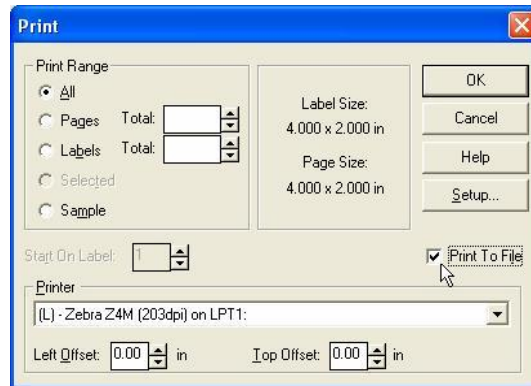 Print
Print Range
All
Pages Total:
Labels Total:
Selected
Sample
Label Size:
4.000 x 2.000 in
Page Size:
4.000 x 2.000 in
OK
Cancel
Help
Setup...
Start On Label: 1
Print To File
Printer
(L) - Zebra Z4M (203dpi) on LPT1:
Left Offset: 0.00 in Top Offset: 0.00 in